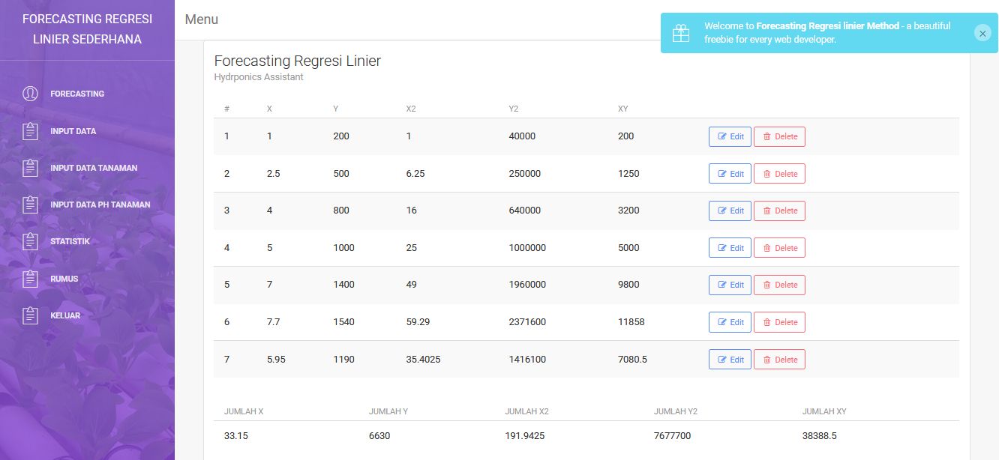 FORECASTING REGRESI
LINIER SEDERHANA
FORECASTING
INPUT DATA
INPUT DATA TANAMAN
INPUT DATA PH TANAMAN
STATISTIK
RUMUS
KELUAR
Menu
Welcome to Forecasting Regresi linier Method - a beautiful
freebie for every web developer.
Forecasting Regresi Linier
Hydrponics Assistant
# X Y X2 Y2 XY
1 1 200 1 40000 200 Edit Delete
2 2.5 500 6.25 250000 1250 Edit Delete
3 4 800 16 640000 3200 Edit Delete
4 5 1000 25 1000000 5000 Edit Delete
5 7 1400 49 1960000 9800 Edit Delete
6 7.7 1540 59.29 2371600 11858 Edit Delete
7 5.95 1190 35.4025 1416100 7080.5 Edit Delete
JUMLAH X JUMLAH Y JUMLAH X2 JUMLAH Y2 JUMLAH XY
33.15 6630 191.9425 7677700 38388.5